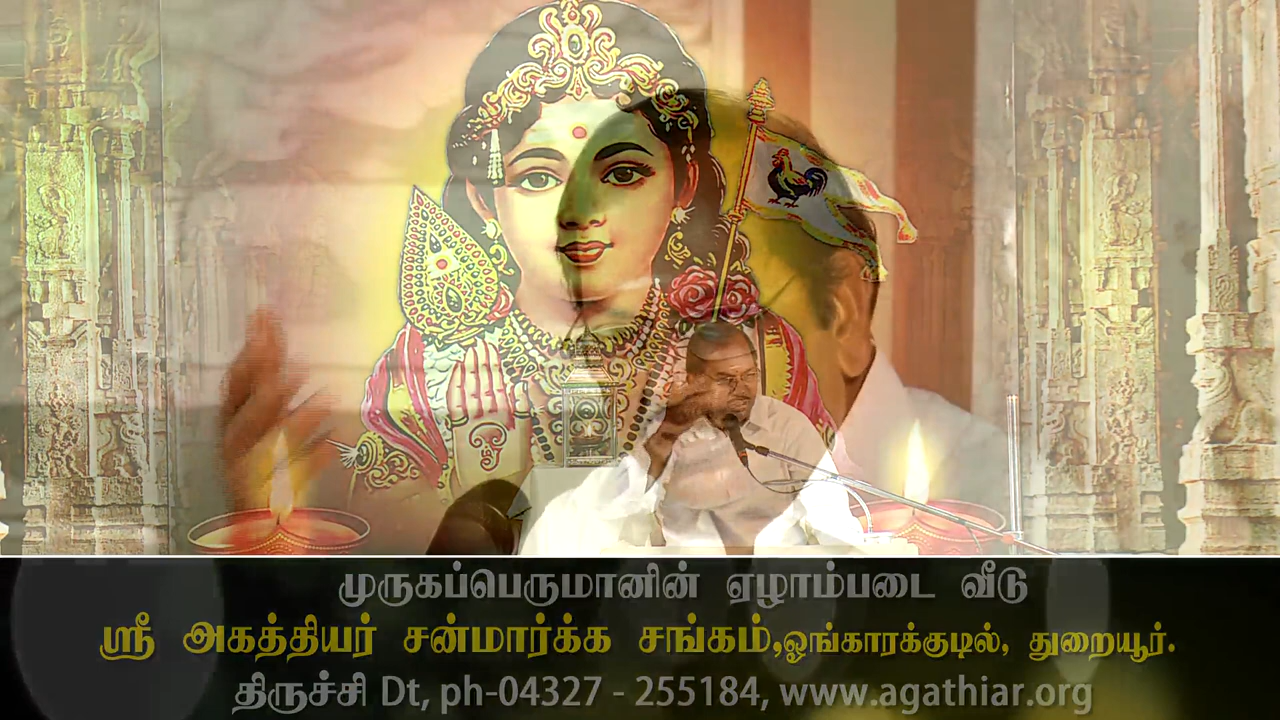 முருகப்பெருமானின் ஏழாம்படை வீடு
ஸ்ரீ அகத்தியர் சன்மார்க்க சங்கம்,ஓங்காரக்குடில், துறையூர்.
திருச்சி Dt, ph-04327 - 255184, www.agathiar.org